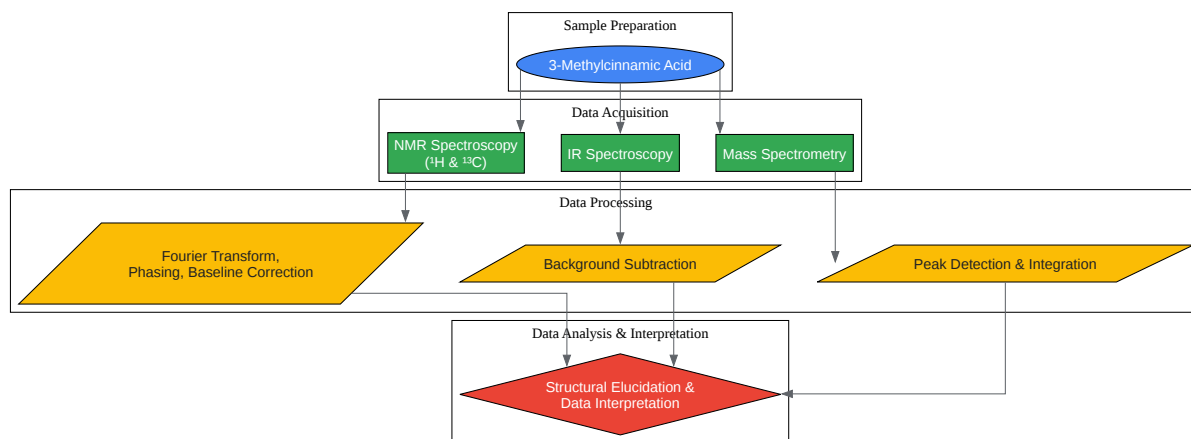 Sample Preparation
3-Methylcinnamic Acid
Data Acquisition
NMR Spectroscopy
(¹H & ¹³C)
IR Spectroscopy
Mass Spectrometry
Data Processing
Fourier Transform,
Phasing, Baseline Correction
Background Subtraction
Peak Detection & Integration
Data Analysis & Interpretation
Structural Elucidation &
Data Interpretation